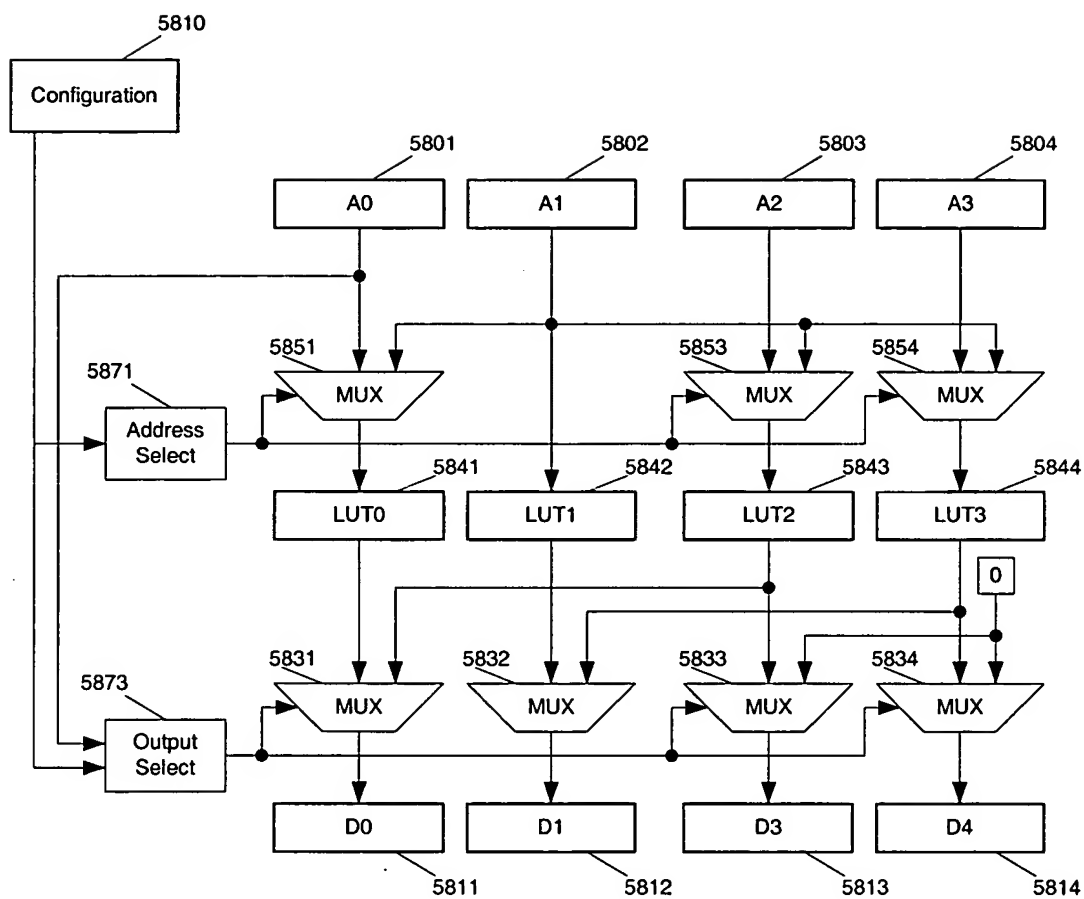 5810
Configuration
5801
5802
5803
5804
A0
A1
A2
A3
5851
5853
5854
5871
MUX
MUX
MUX
Address
Select
5841
5842
5843
5844
LUT0
LUT1
LUT2
LUT3
0
5831
5832
5833
5834
5873
MUX
MUX
MUX
MUX
Output
Select
D0
D1
D3
D4
5811
5812
5813
5814